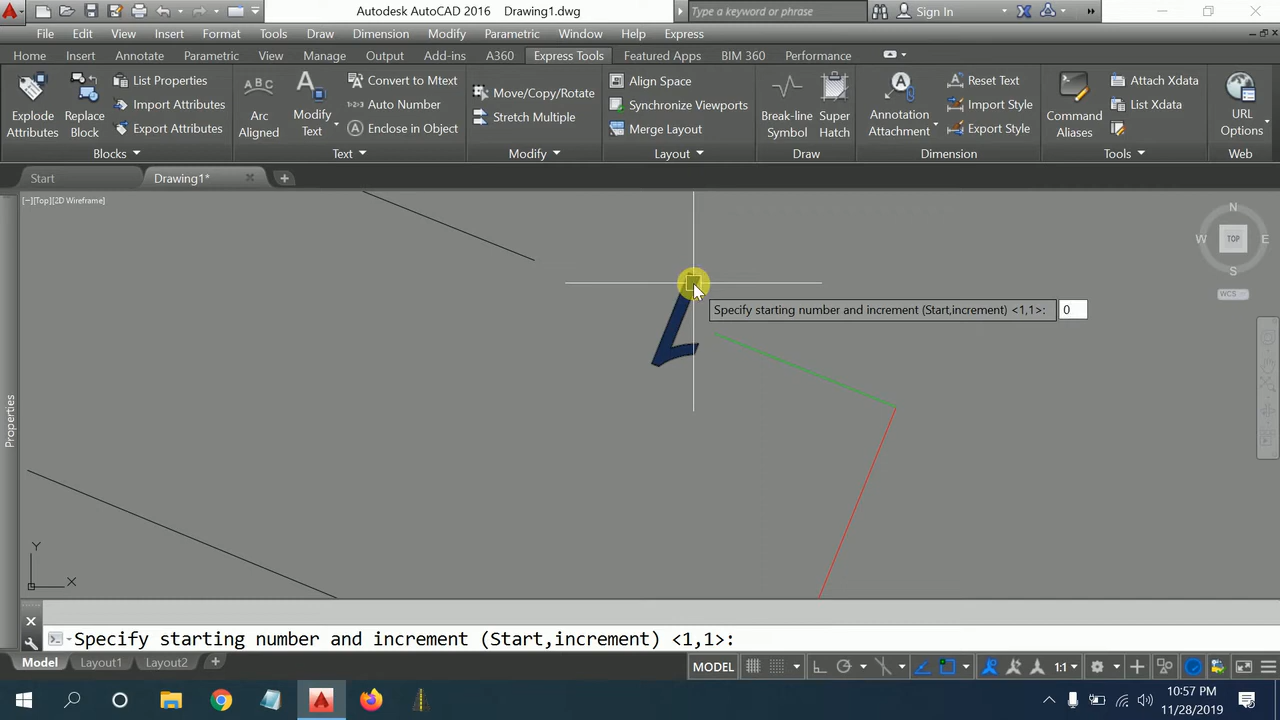 Autodesk AutoCAD 2016 Drawing1.dwg
Type a keyword or phrase
Sign In
File Edit View Insert Format Tools Draw Dimension Modify Parametric Window Help Express
Home Insert Annotate Parametric View Manage Output Add-ins A360 Express Tools Featured Apps BIM 360 Performance
Explode Attributes
Replace Block
List Properties
Import Attributes
Export Attributes
Blocks
Arc Aligned
Modify Text
Convert to Mtext
Auto Number
Enclose in Object
Text
Move/Copy/Rotate
Stretch Multiple
Modify
Align Space
Synchronize Viewports
Merge Layout
Layout
Break-line Symbol
Super Hatch
Draw
Annotation Attachment
Reset Text
Import Style
Export Style
Dimension
Command Aliases
Attach Xdata
List Xdata
Tools
URL Options
Web
Start
Drawing1*
[−][Top][2D Wireframe]
N
W TOP E
S
WCS
Specify starting number and increment (Start,increment) <1,1>: 0
Properties
Y
X
Specify starting number and increment (Start,increment) <1,1>:
Model Layout1 Layout2
MODEL
1:1
10:57 PM
11/28/2019